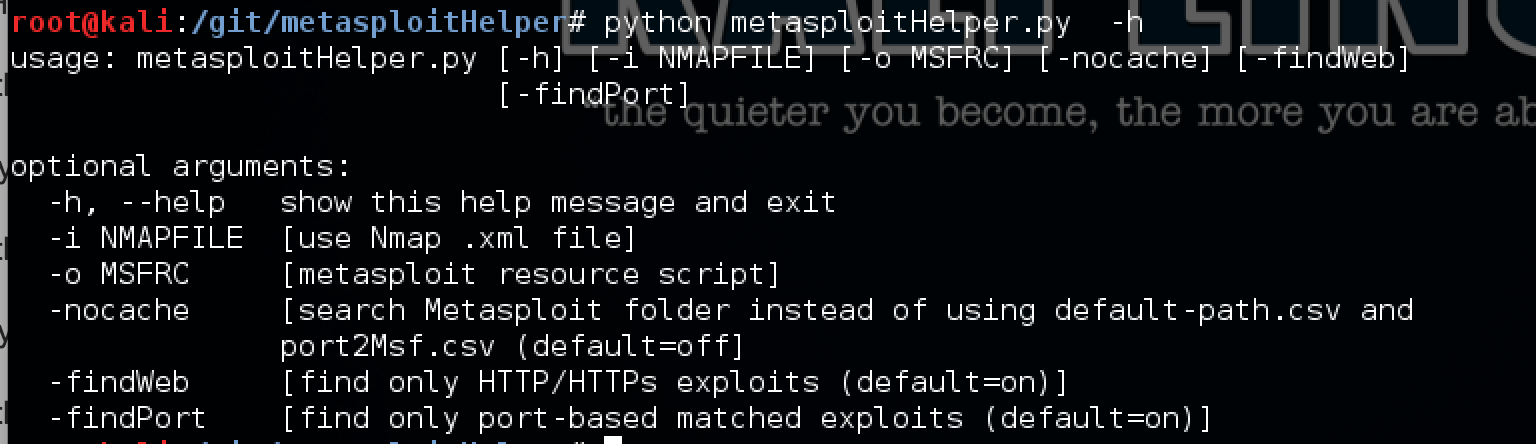 root@kali:/git/metasploitHelper# python metasploitHelper.py  -h
usage: metasploitHelper.py [-h] [-i NMAPFILE] [-o MSFRC] [-nocache] [-findWeb]
                           [-findPort]
"the quieter you become, the more you are ab
optional arguments:
  -h, --help   show this help message and exit
  -i NMAPFILE  [use Nmap .xml file]
  -o MSFRC     [metasploit resource script]
  -nocache     [search Metasploit folder instead of using default-path.csv and
               port2Msf.csv (default=off]
  -findWeb     [find only HTTP/HTTPs exploits (default=on)]
  -findPort    [find only port-based matched exploits (default=on)]